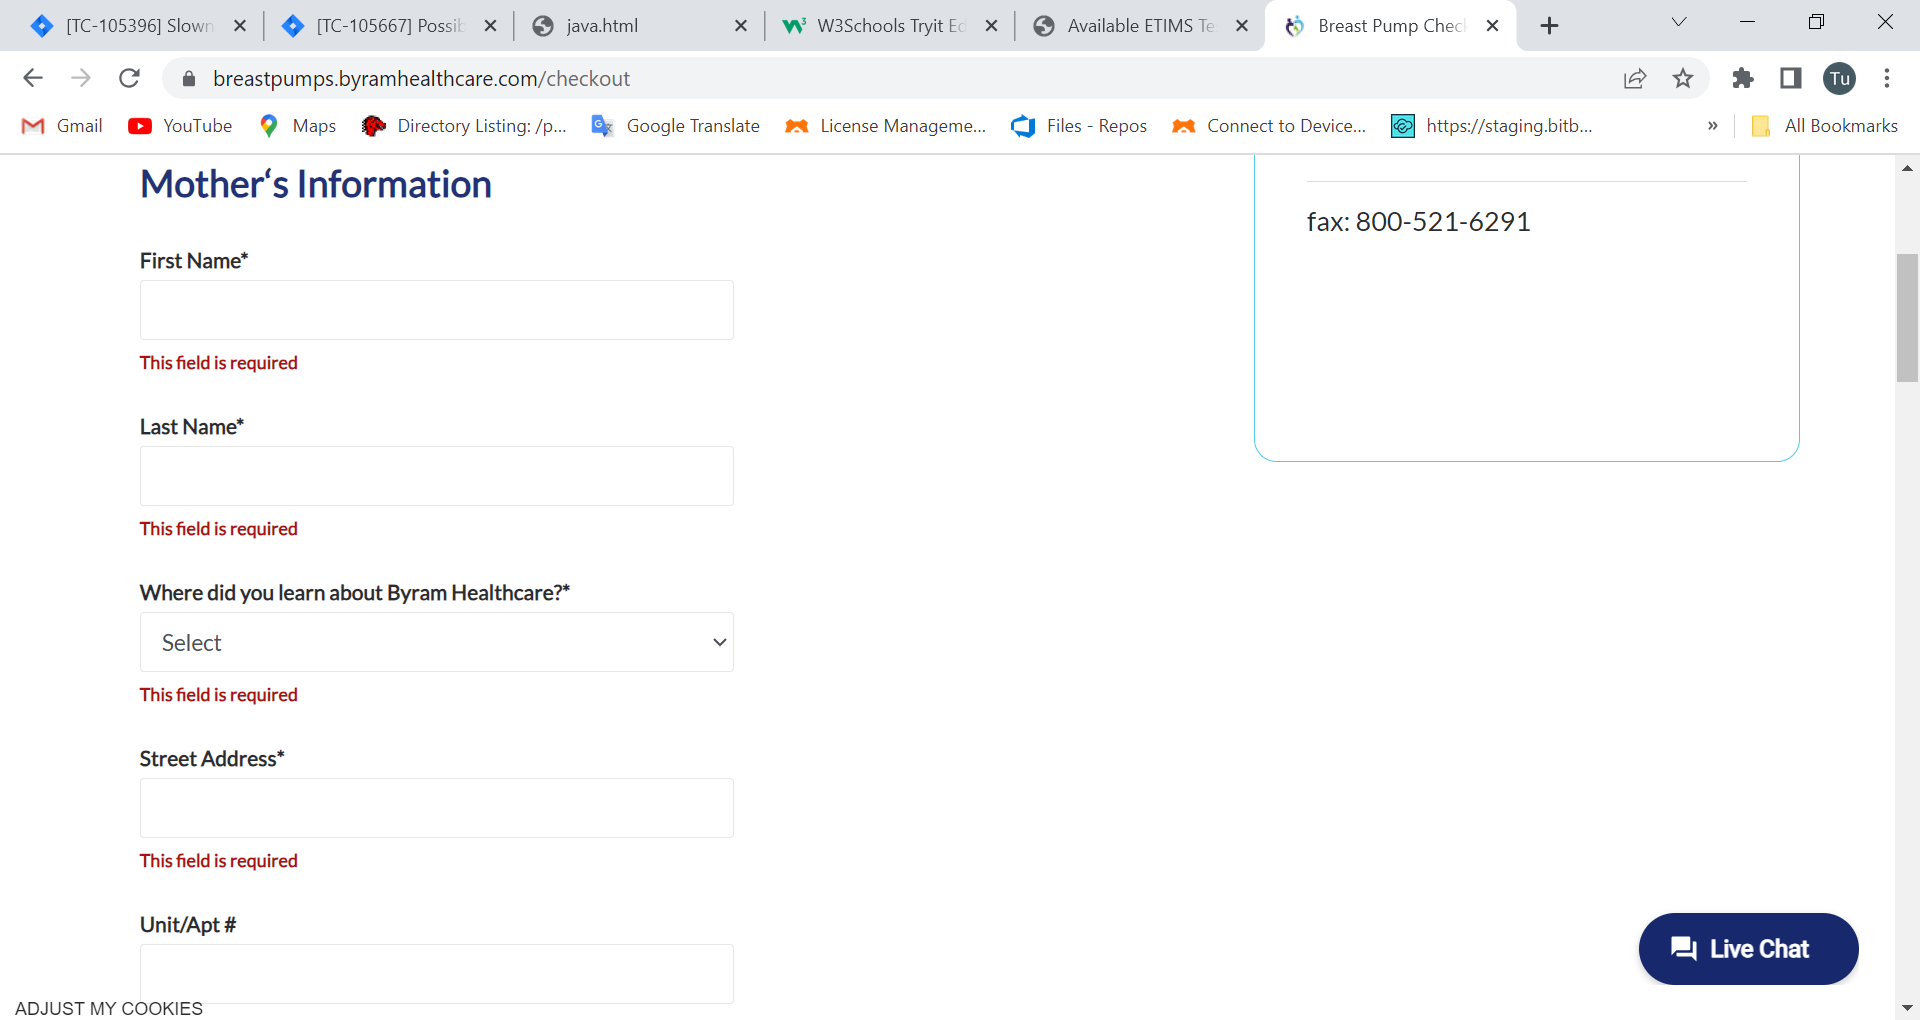 [TC-105396] Slown
[TC-105667] Possib
java.html
W3Schools Tryit Ed
Available ETIMS Te
Breast Pump Check
breastpumps.byramhealthcare.com/checkout
Tu
Gmail
YouTube
Maps
Directory Listing: /p...
Google Translate
License Manageme...
Files - Repos
Connect to Device...
https://staging.bitb...
»
All Bookmarks
Mother‘s Information
fax: 800-521-6291
First Name*
This field is required
Last Name*
This field is required
Where did you learn about Byram Healthcare?*
Select
This field is required
Street Address*
This field is required
Unit/Apt #
Live Chat
ADJUST MY COOKIES